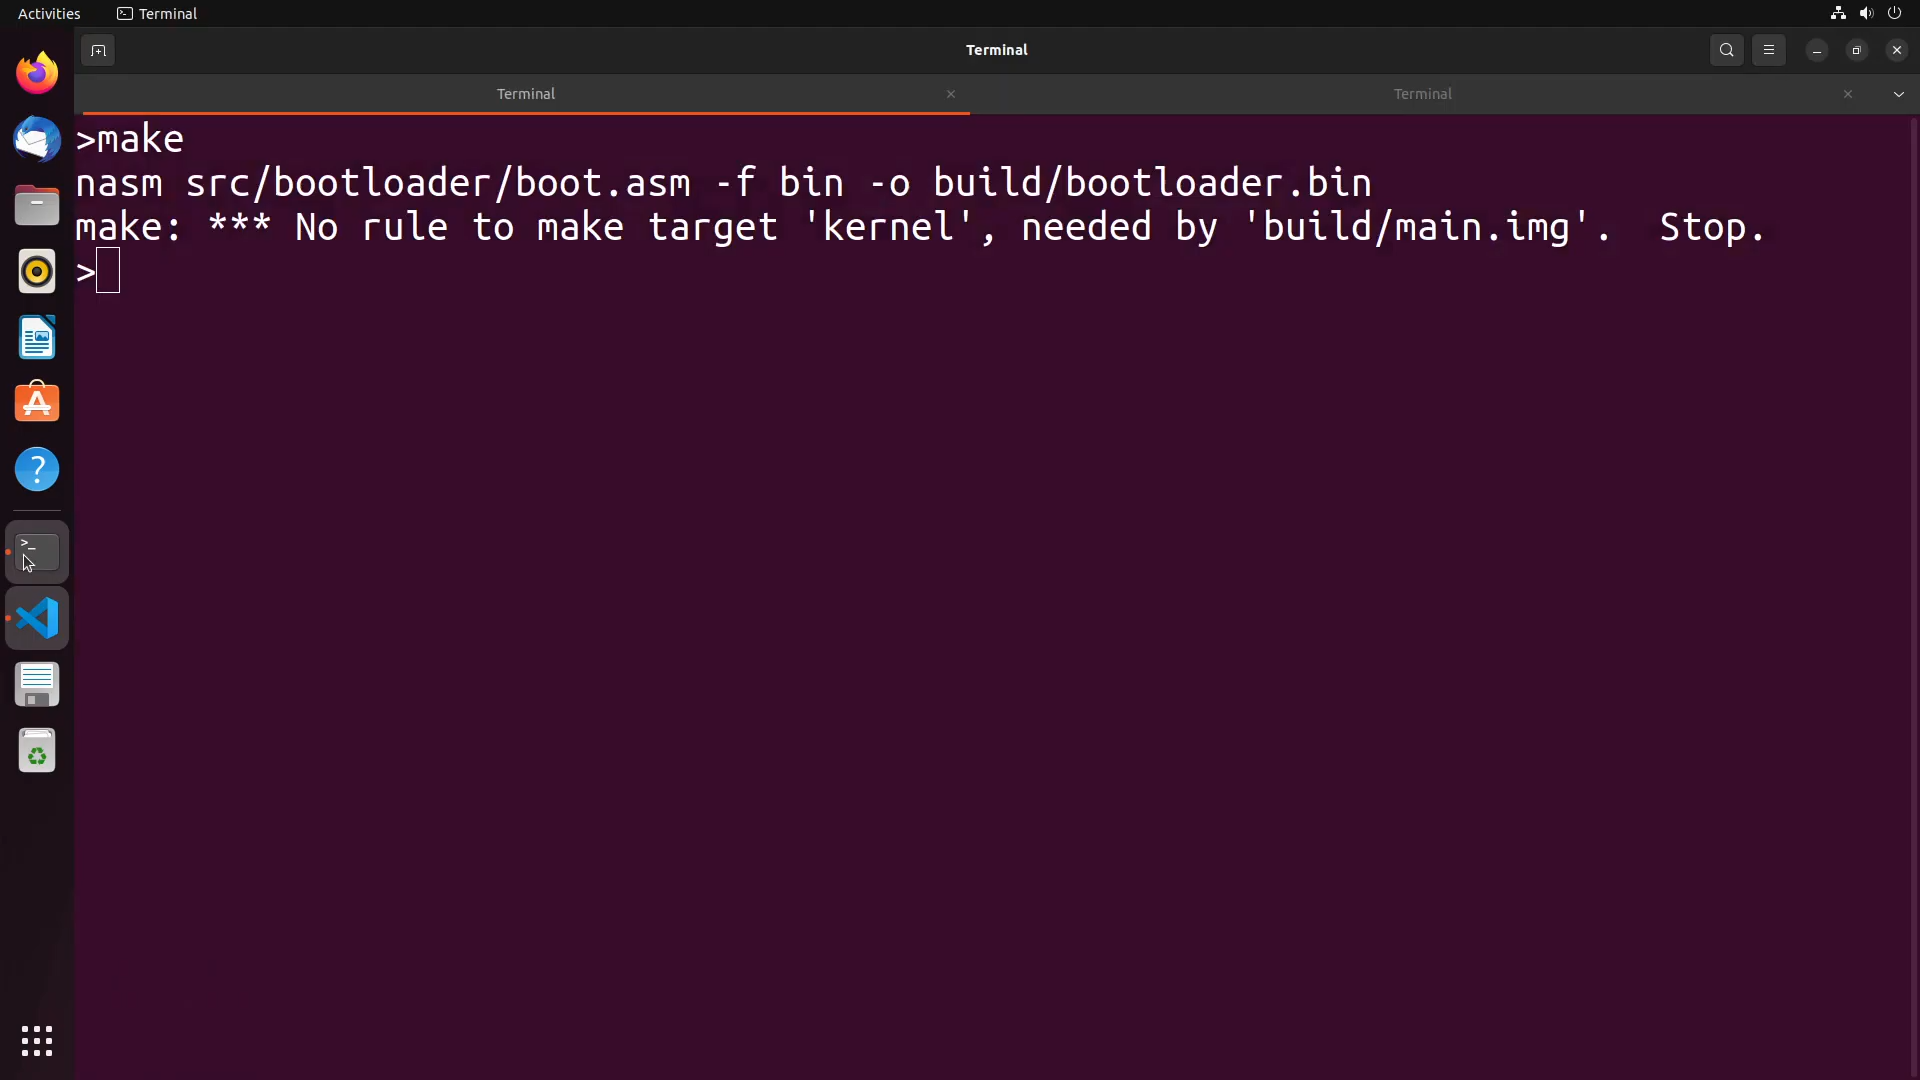 Activities
Terminal
Terminal
Terminal
Terminal
>make
nasm src/bootloader/boot.asm -f bin -o build/bootloader.bin
make: *** No rule to make target 'kernel', needed by 'build/main.img'.  Stop.
>